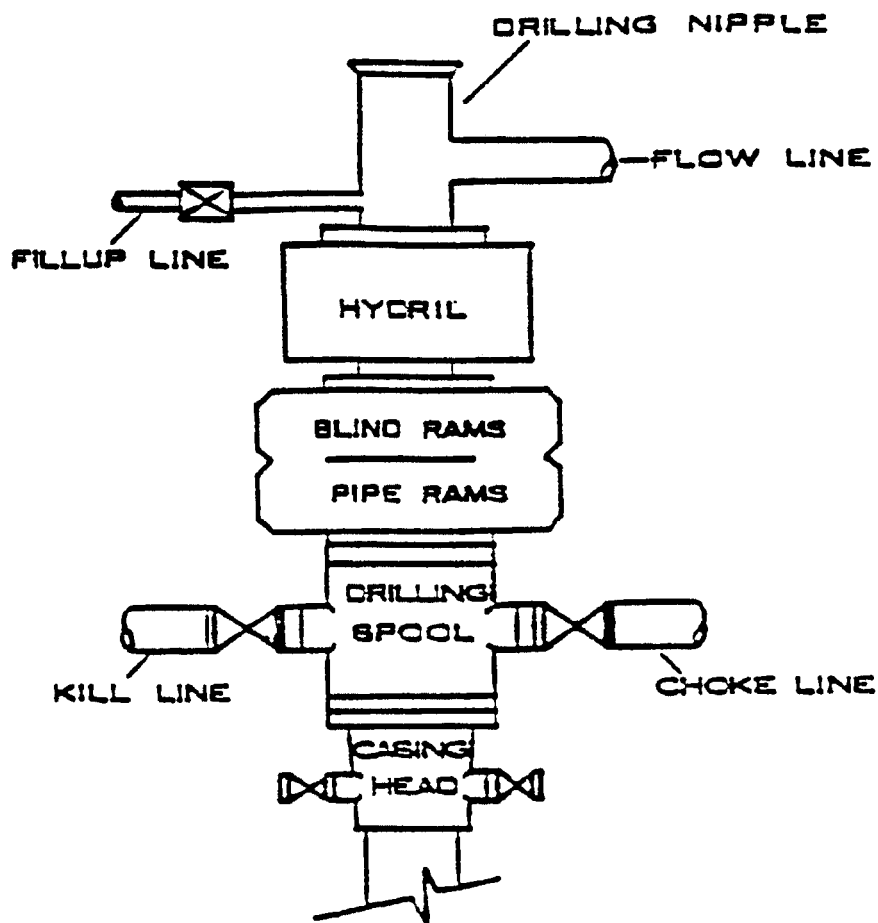 DRILLING NIPPLE
FLOW LINE
FILLUP LINE
HYDRIL
BLIND RAMS
PIPE RAMS
DRILLING
SPOOL
KILL LINE
CHOKE LINE
CASING
HEAD